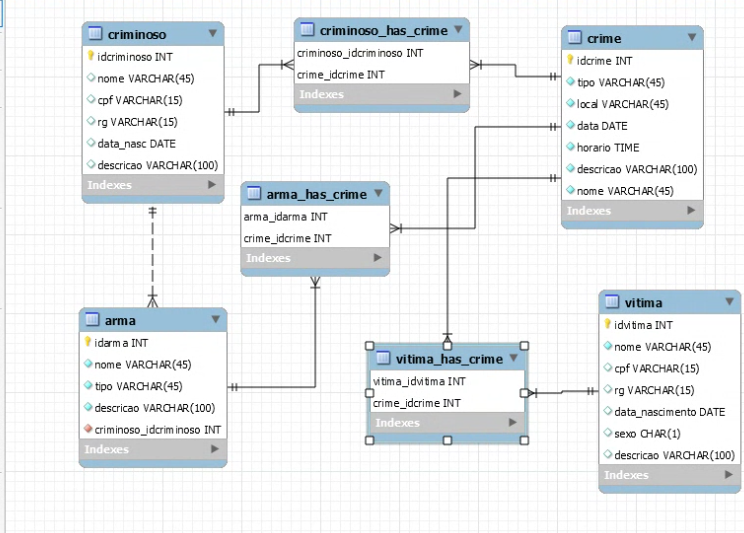 criminoso
idcriminoso INT
nome VARCHAR(45)
cpf VARCHAR(15)
rg VARCHAR(15)
data_nasc DATE
descricao VARCHAR(100)
Indexes
criminoso_has_crime
criminoso_idcriminoso INT
crime_idcrime INT
Indexes
crime
idcrime INT
tipo VARCHAR(45)
local VARCHAR(45)
data DATE
horario TIME
descricao VARCHAR(100)
nome VARCHAR(45)
Indexes
arma_has_crime
arma_idarma INT
crime_idcrime INT
Indexes
arma
idarma INT
nome VARCHAR(45)
tipo VARCHAR(45)
descricao VARCHAR(100)
criminoso_idcriminoso INT
Indexes
vitima_has_crime
vitima_idvitima INT
crime_idcrime INT
Indexes
vitima
idvitima INT
nome VARCHAR(45)
cpf VARCHAR(15)
rg VARCHAR(15)
data_nascimento DATE
sexo CHAR(1)
descricao VARCHAR(100)
Indexes